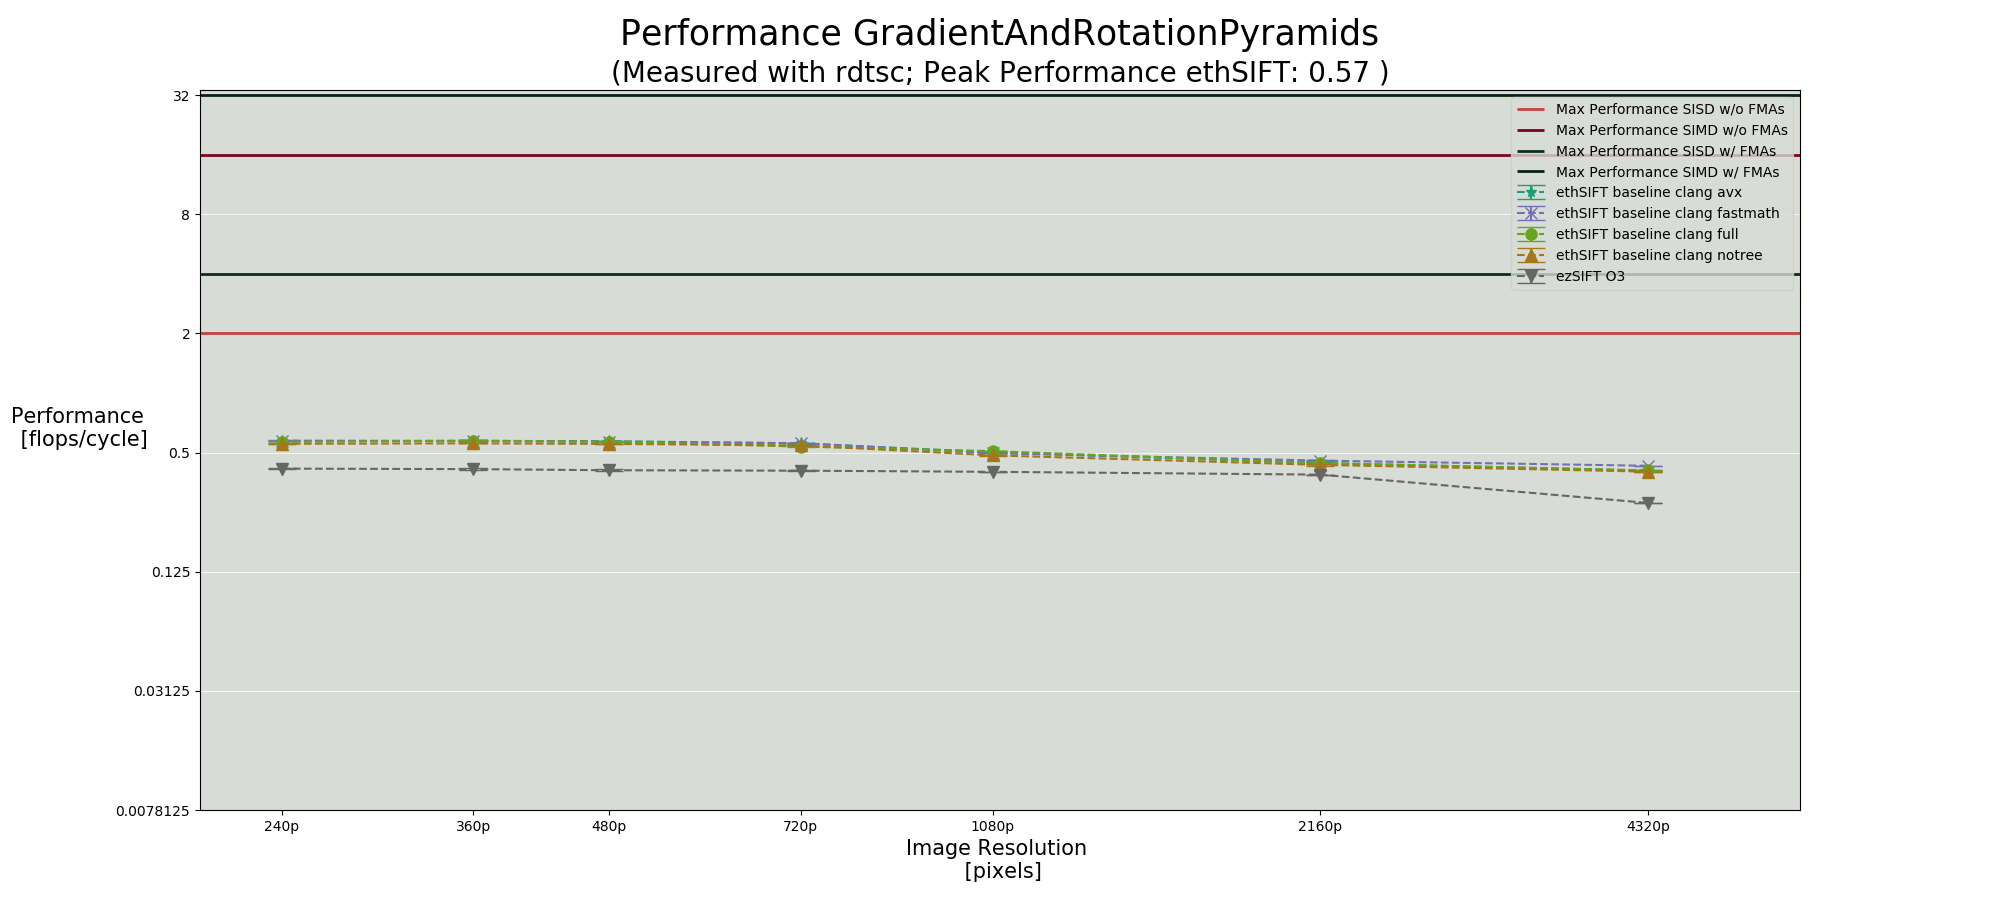 Performance GradientAndRotationPyramids
(Measured with rdtsc; Peak Performance ethSIFT: 0.57 )
32
8
2
0.5
0.125
0.03125
0.0078125
Performance
[flops/cycle]
Max Performance SISD w/o FMAs
Max Performance SIMD w/o FMAs
Max Performance SISD w/ FMAs
Max Performance SIMD w/ FMAs
ethSIFT baseline clang avx
ethSIFT baseline clang fastmath
ethSIFT baseline clang full
ethSIFT baseline clang notree
ezSIFT O3
240p 360p 480p 720p 1080p 2160p 4320p
Image Resolution
[pixels]